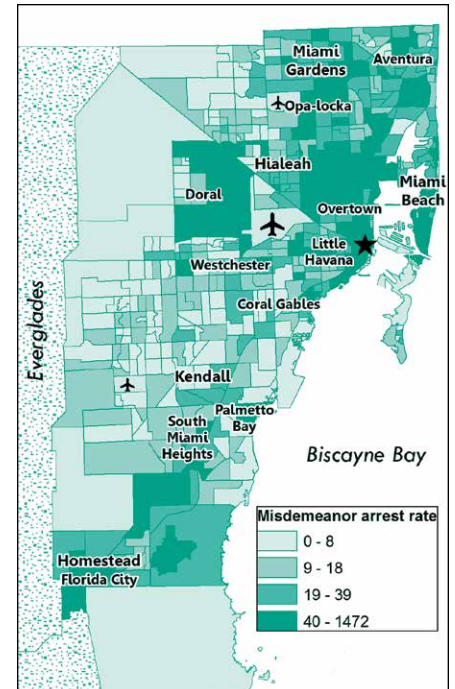 Miami
Gardens
Aventura
Opa-locka
Hialeah
Doral
Miami
Beach
Overtown
Little
Havana
Westchester
Coral Gables
Everglades
Kendall
Palmetto
Bay
South
Miami
Heights
Biscayne Bay
Misdemeanor arrest rate
0 - 8
9 - 18
19 - 39
40 - 1472
Homestead
Florida City